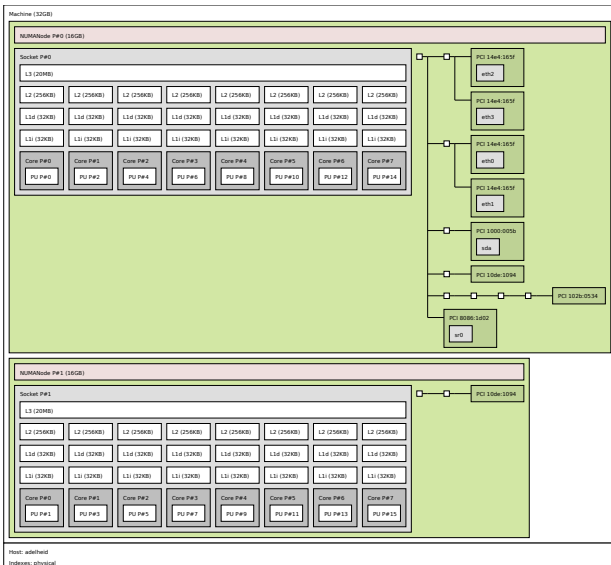 Machine (32GB)
NUMANode P#0 (16GB)
Socket P#0
L3 (20MB)
L2 (256KB) L2 (256KB) L2 (256KB) L2 (256KB) L2 (256KB) L2 (256KB) L2 (256KB) L2 (256KB)
L1d (32KB) L1d (32KB) L1d (32KB) L1d (32KB) L1d (32KB) L1d (32KB) L1d (32KB) L1d (32KB)
L1i (32KB) L1i (32KB) L1i (32KB) L1i (32KB) L1i (32KB) L1i (32KB) L1i (32KB) L1i (32KB)
Core P#0 Core P#1 Core P#2 Core P#3 Core P#4 Core P#5 Core P#6 Core P#7
PU P#0 PU P#2 PU P#4 PU P#6 PU P#8 PU P#10 PU P#12 PU P#14
PCI 14e4:165f
eth2
PCI 14e4:165f
eth3
PCI 14e4:165f
eth0
PCI 14e4:165f
eth1
PCI 1000:005b
sda
PCI 10de:1094
PCI 102b:0534
PCI 8086:1d02
sr0
NUMANode P#1 (16GB)
Socket P#1
L3 (20MB)
L2 (256KB) L2 (256KB) L2 (256KB) L2 (256KB) L2 (256KB) L2 (256KB) L2 (256KB) L2 (256KB)
L1d (32KB) L1d (32KB) L1d (32KB) L1d (32KB) L1d (32KB) L1d (32KB) L1d (32KB) L1d (32KB)
L1i (32KB) L1i (32KB) L1i (32KB) L1i (32KB) L1i (32KB) L1i (32KB) L1i (32KB) L1i (32KB)
Core P#0 Core P#1 Core P#2 Core P#3 Core P#4 Core P#5 Core P#6 Core P#7
PU P#1 PU P#3 PU P#5 PU P#7 PU P#9 PU P#11 PU P#13 PU P#15
PCI 10de:1094
Host: adelheid
Indexes: physical